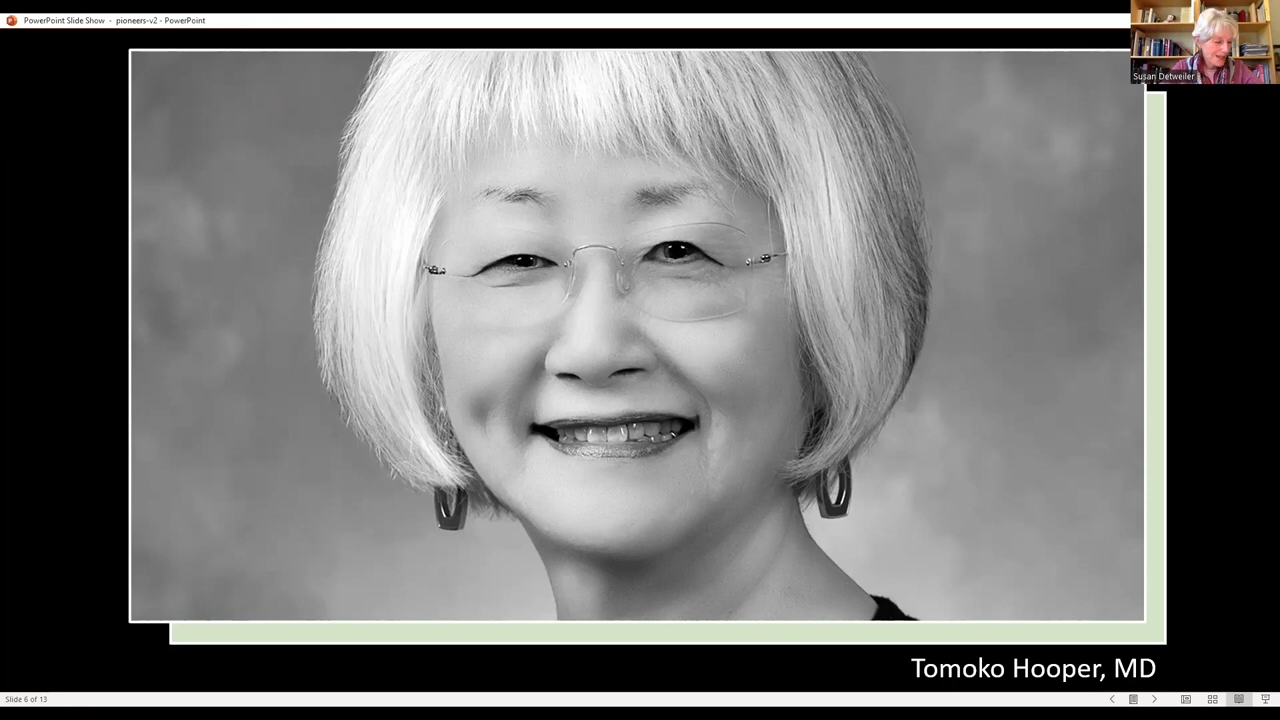 PowerPoint Slide Show - pioneers-v2 - PowerPoint
Susan Detweiler
Tomoko Hooper, MD
Slide 6 of 13